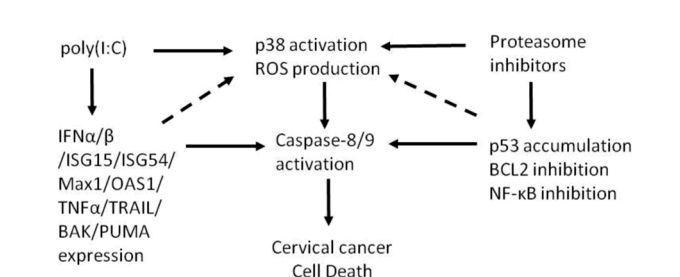 poly(I:C)
p38 activation
ROS production
Proteasome
inhibitors
IFNα/β
/ISG15/ISG54/
Max1/OAS1/
TNFα/TRAIL/
BAK/PUMA
expression
Caspase-8/9
activation
p53 accumulation
BCL2 inhibition
NF-κB inhibition
Cervical cancer
Cell Death